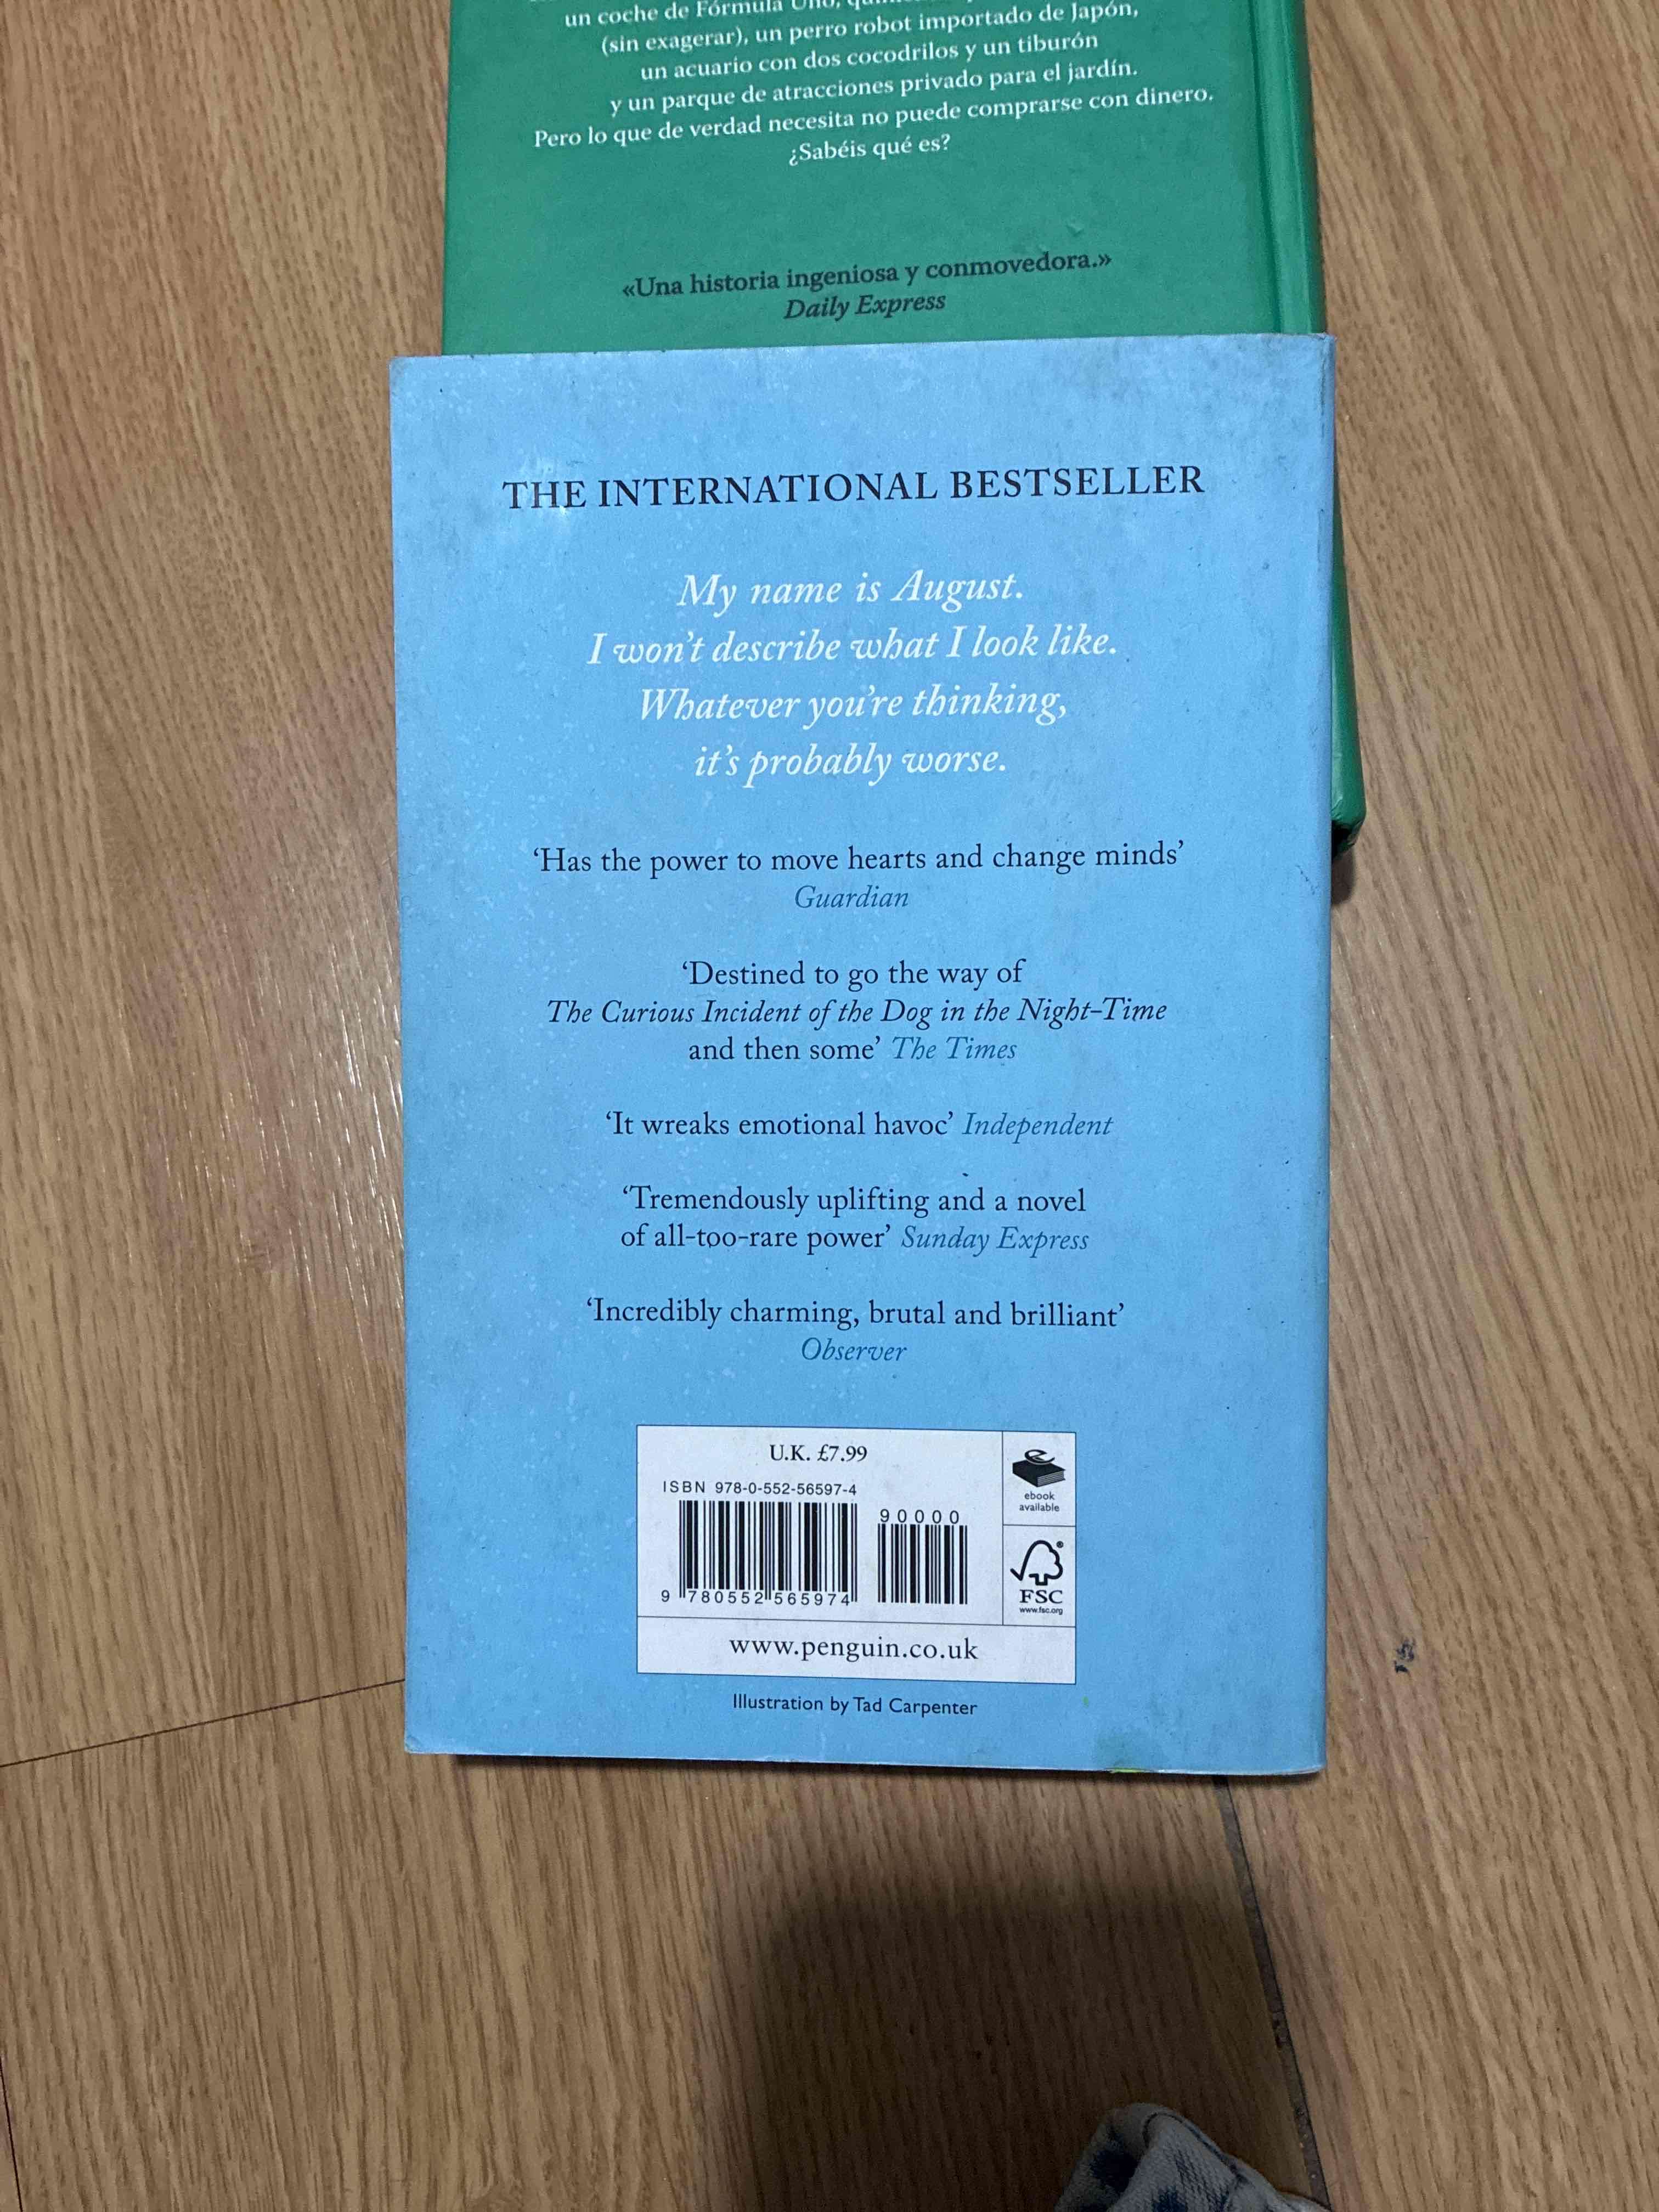 un coche de Fórmula Uno,
(sin exagerar), un perro robot importado de Japón,
un acuario con dos cocodrilos y un tiburón
y un parque de atracciones privado para el jardín.
Pero lo que de verdad necesita no puede comprarse con dinero.
¿Sabéis qué es?
«Una historia ingeniosa y conmovedora.»
Daily Express
THE INTERNATIONAL BESTSELLER
My name is August.
I won't describe what I look like.
Whatever you're thinking,
it's probably worse.
‘Has the power to move hearts and change minds’
Guardian
‘Destined to go the way of
The Curious Incident of the Dog in the Night-Time
and then some’ The Times
‘It wreaks emotional havoc’ Independent
‘Tremendously uplifting and a novel
of all-too-rare power’ Sunday Express
‘Incredibly charming, brutal and brilliant’
Observer
U.K. £7.99
ISBN 978-0-552-56597-4
90000
9 780552 565974
ebook
available
FSC
www.fsc.org
www.penguin.co.uk
Illustration by Tad Carpenter